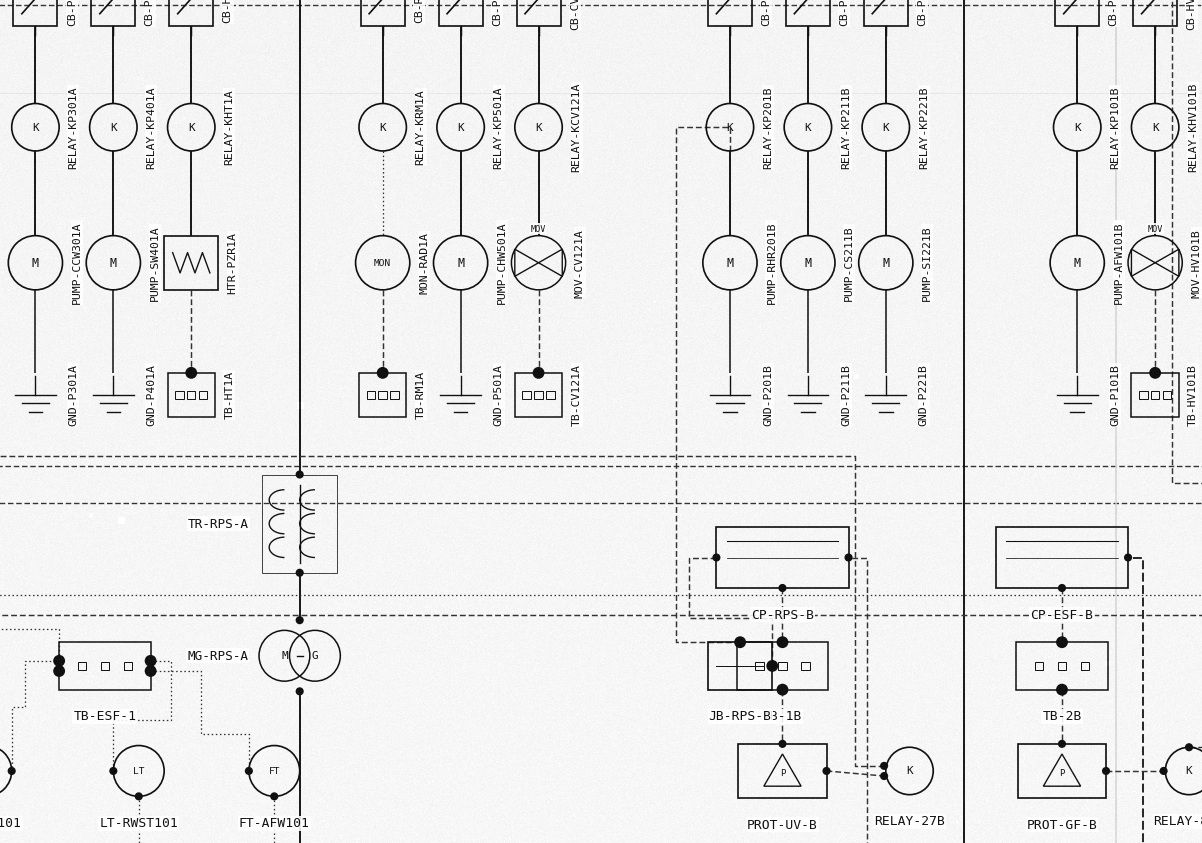 K
RELAY-KP301A
K
RELAY-KP401A
K
RELAY-KHT1A
K
RELAY-KRM1A
K
RELAY-KP501A
K
RELAY-KCV121A
K
RELAY-KP201B
K
RELAY-KP211B
K
RELAY-KP221B
K
RELAY-KP101B
K
RELAY-KHV101B
M
PUMP-CCW301A
M
PUMP-SW401A
HTR-PZR1A
MON
MON-RAD1A
M
PUMP-CHW501A
MOV
MOV-CV121A
M
PUMP-RHR201B
M
PUMP-CS211B
M
PUMP-SI221B
M
PUMP-AFW101B
MOV
MOV-HV101B
GND-P301A
GND-P401A
TB-HT1A
TB-RM1A
GND-P501A
TB-CV121A
GND-P201B
GND-P211B
GND-P221B
GND-P101B
TB-HV101B
TR-RPS-A
CP-RPS-B
CP-ESF-B
MG-RPS-A
M
G
TB-ESF-1
JB-RPS-B
-1B
TB-2B
LT
FT
P
K
P
K
101
LT-RWST101
FT-AFW101
PROT-UV-B
RELAY-27B
PROT-GF-B